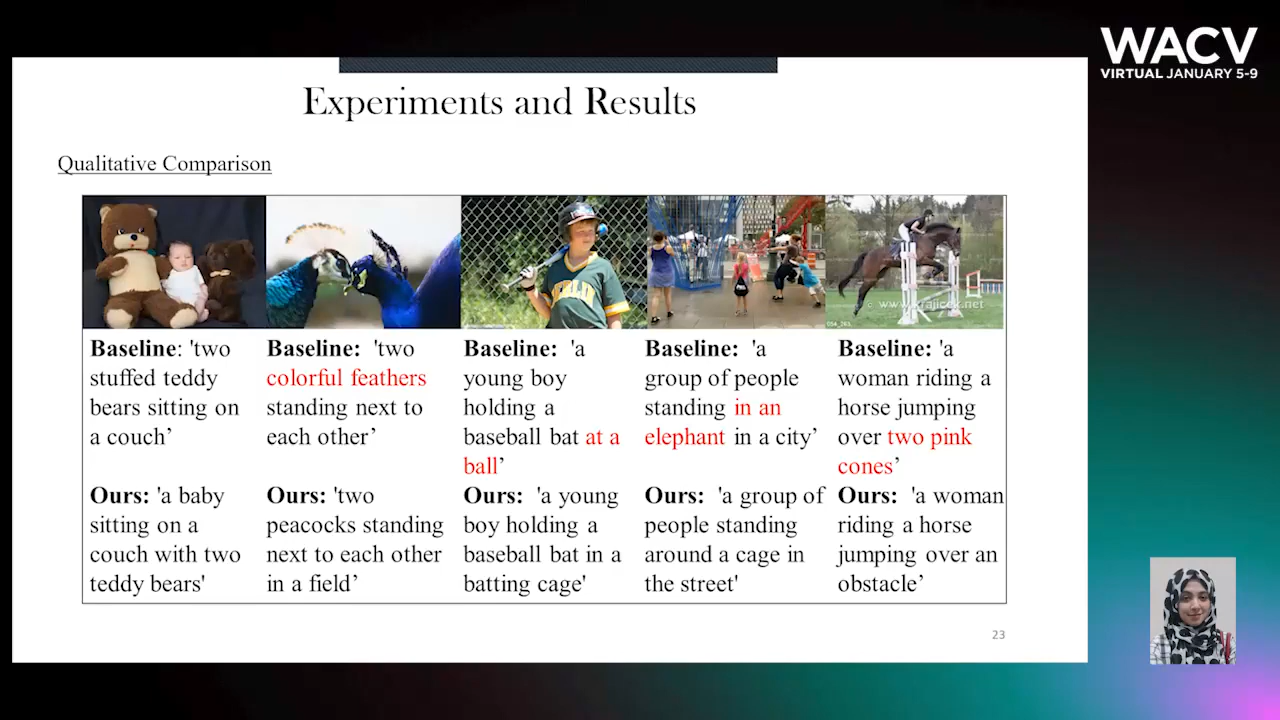 WACV
VIRTUAL JANUARY 5-9
Experiments and Results
Qualitative Comparison
BERLIN
www.krajicek.net
Baseline: 'two
stuffed teddy
bears sitting on
a couch’
Ours: 'a baby
sitting on a
couch with two
teddy bears'
Baseline: 'two
colorful feathers
standing next to
each other’
Ours: 'two
peacocks standing
next to each other
in a field’
Baseline: 'a
young boy
holding a
baseball bat at a
ball’
Ours: 'a young
boy holding a
baseball bat in a
batting cage'
Baseline: 'a
group of people
standing in an
elephant in a city’
Ours: 'a group of
people standing
around a cage in
the street'
Baseline: 'a
woman riding a
horse jumping
over two pink
cones’
Ours: 'a woman
riding a horse
jumping over an
obstacle’
23